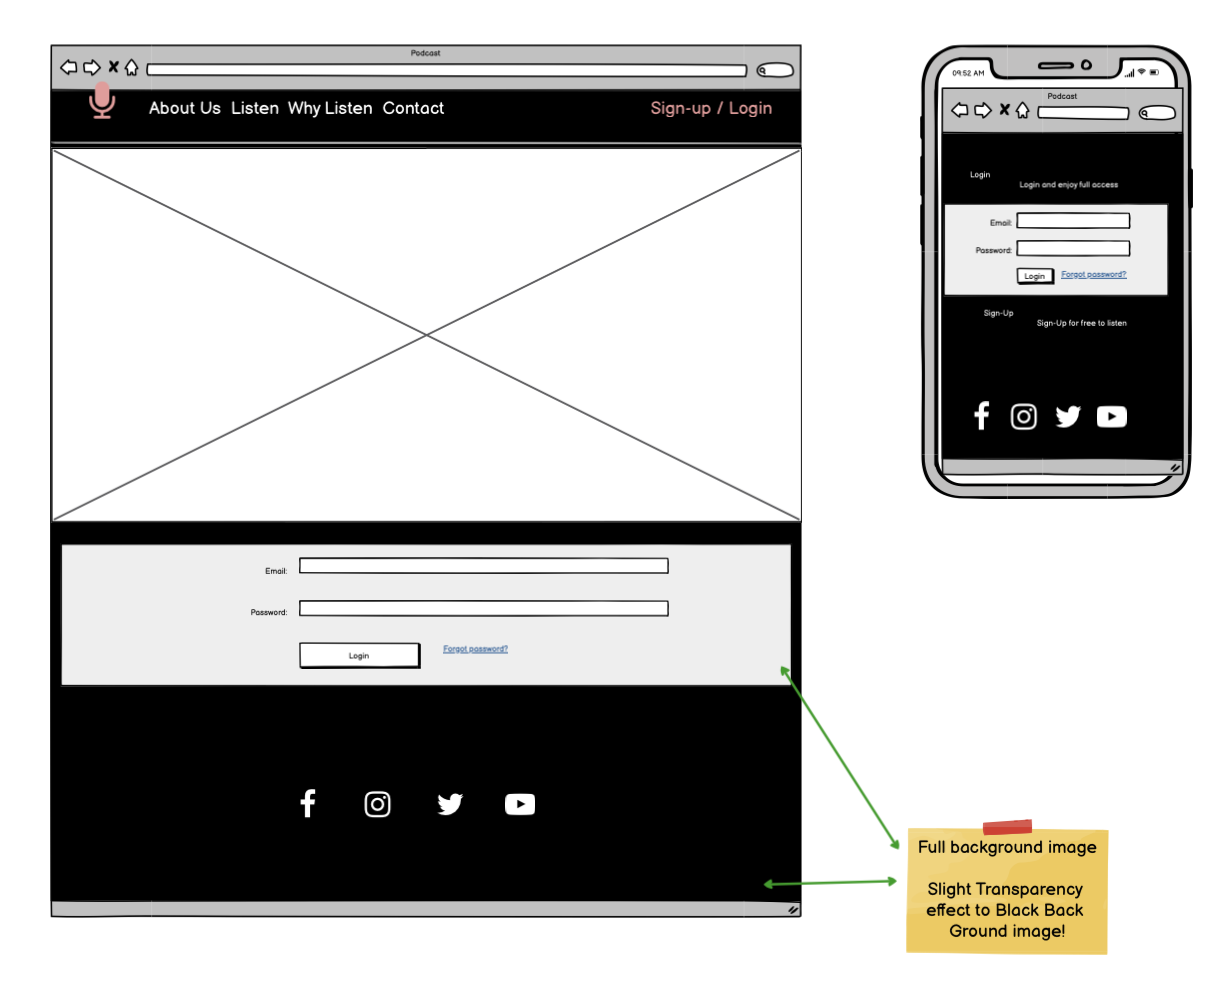 Podcast
About Us Listen Why Listen Contact
Sign-up / Login
Email:
Password:
Login
Forgot password?
09:52 AM
Podcast
Login
Login and enjoy full access
Email:
Password:
Login
Forgot password?
Sign-Up
Sign-Up for free to listen
Full background image
Slight Transparency
effect to Black Back
Ground image!